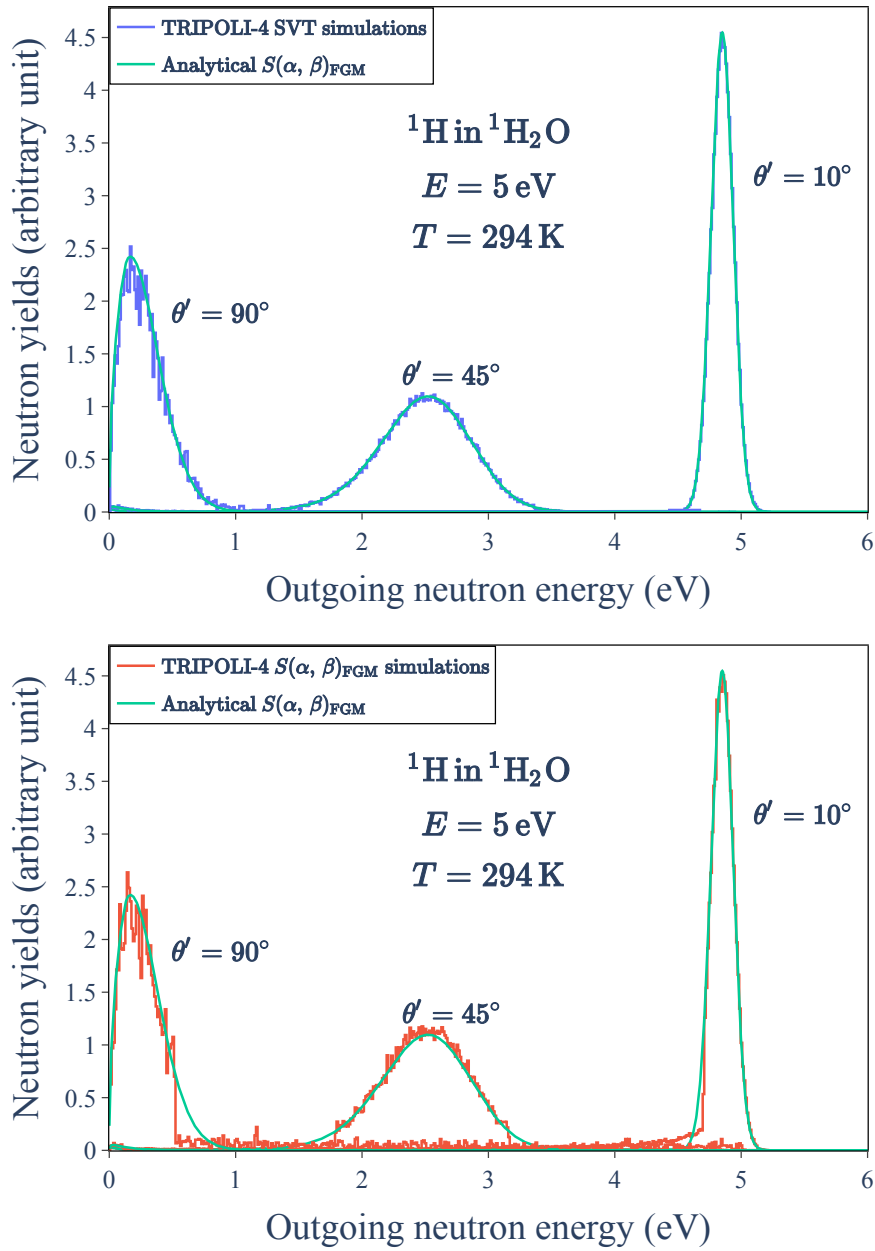 Neutron yields (arbitrary unit)
TRIPOLI-4 SVT simulations
Analytical S(α, β)FGM
¹H in ¹H₂O
E = 5 eV
T = 294 K
θ′ = 10°
θ′ = 90°
θ′ = 45°
4.5
4
3.5
3
2.5
2
1.5
1
0.5
0
0 1 2 3 4 5 6
Outgoing neutron energy (eV)
Neutron yields (arbitrary unit)
TRIPOLI-4 S(α, β)FGM simulations
Analytical S(α, β)FGM
¹H in ¹H₂O
E = 5 eV
T = 294 K
θ′ = 10°
θ′ = 90°
θ′ = 45°
4.5
4
3.5
3
2.5
2
1.5
1
0.5
0
0 1 2 3 4 5 6
Outgoing neutron energy (eV)